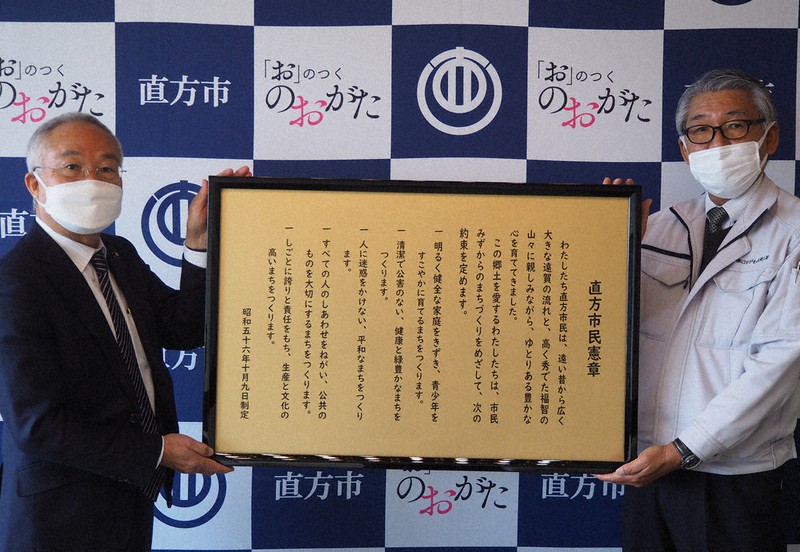 「お」のつく
のおがた
直方市
「お」のつく
のおがた
「お」のつく
のおがた
直方市
直方市
直方市
直方市民憲章
わたしたち直方市民は、遠い昔から広く
大きな遠賀の流れと、高く秀でた福智の
山々に親しみながら、ゆとりある豊かな
心を育ててきました。
この郷土を愛するわたしたちは、市民
みずからのまちづくりをめざして、次の
約束を定めます。
一 明るく健全な家庭をきずき、青少年を
すこやかに育てるまちをつくります。
一 清潔で公害のない、健康と緑豊かなまちを
つくります。
一 人に迷惑をかけない、平和なまちをつくり
ます。
一 すべての人のしあわせをねがい、公共の
ものを大切にするまちをつくります。
一 しごとに誇りと責任をもち、生産と文化の
高いまちをつくります。
昭和五十六年十月九日制定
直方市
「お」のつく
のおがた
直方市